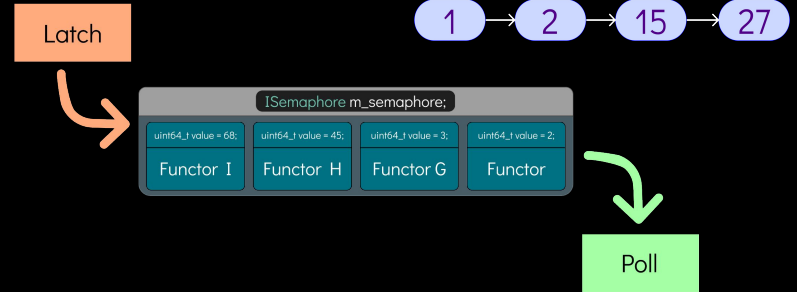 Latch
1
2
15
27
ISemaphore m_semaphore;
uint64_t value = 68;
uint64_t value = 45;
uint64_t value = 3;
uint64_t value = 2;
Functor I
Functor H
Functor G
Functor
Poll